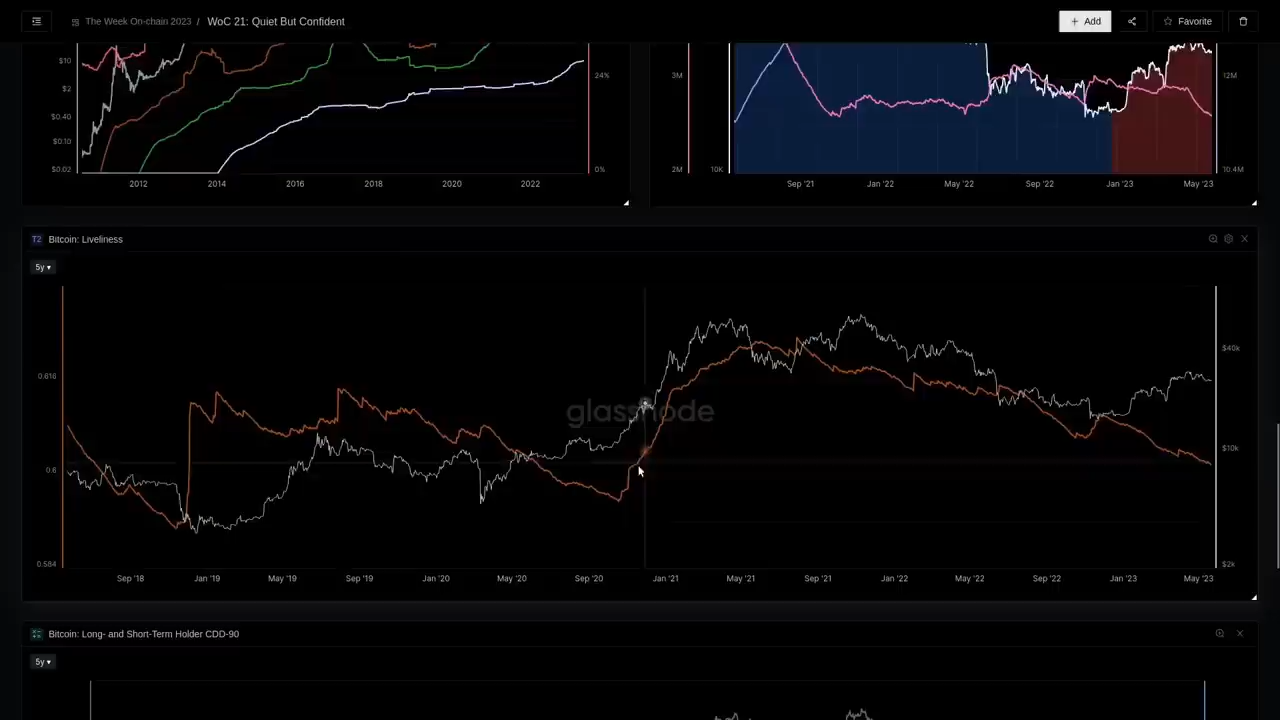 The Week On-chain 2023 / WoC 21: Quiet But Confident
+ Add
Favorite
$10
$2
$0.40
$0.10
$0.02
24%
0%
2012 2014 2016 2018 2020 2022
3M
2M
10K
12M
10.4M
Sep '21 Jan '22 May '22 Sep '22 Jan '23 May '23
T2 Bitcoin: Liveliness
5y
0.616
0.6
0.584
$40k
$10k
$2k
glassnode
Sep '18 Jan '19 May '19 Sep '19 Jan '20 May '20 Sep '20 Jan '21 May '21 Sep '21 Jan '22 May '22 Sep '22 Jan '23 May '23
Bitcoin: Long- and Short-Term Holder CDD-90
5y